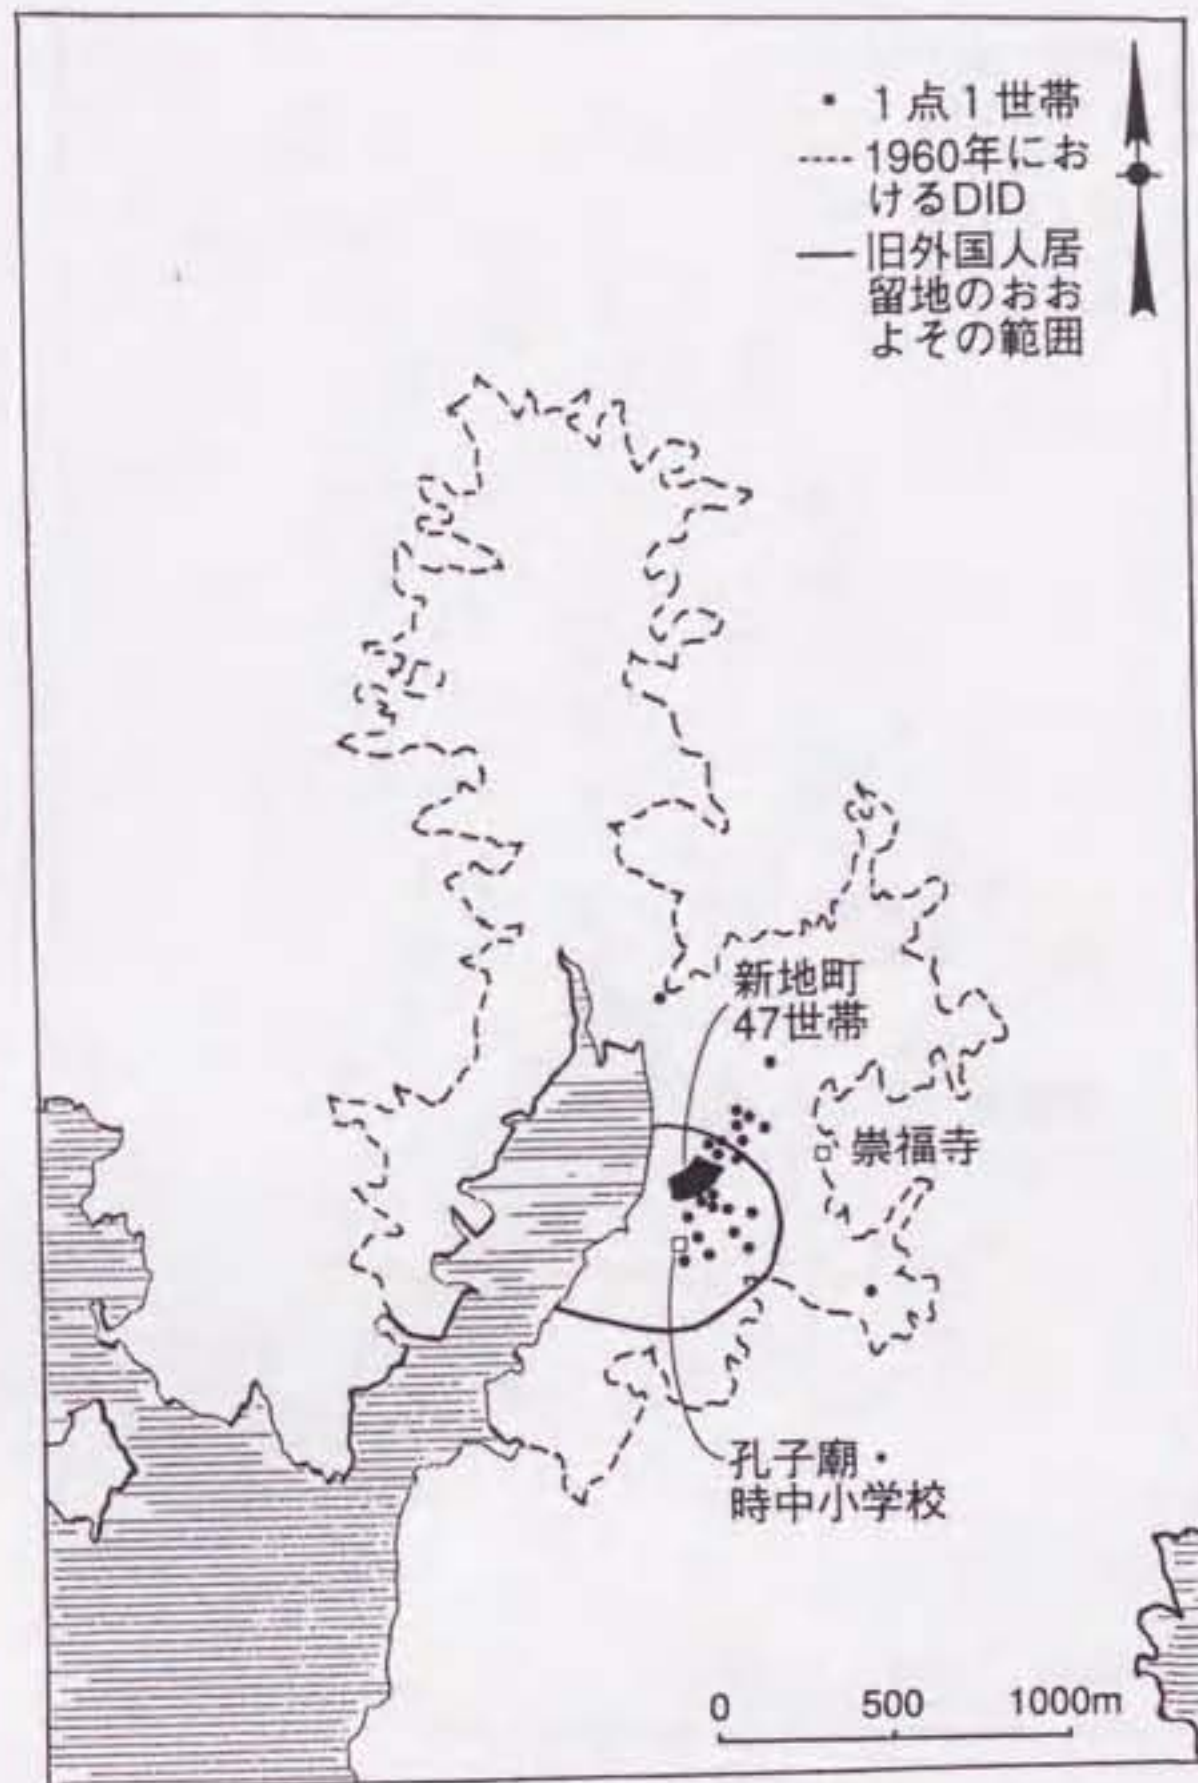 1点1世帯
1960年にお
けるDID
旧外国人居
留地のおお
よその範囲
新地町
47世帯
崇福寺
孔子廟・
時中小学校
0 500 1000m